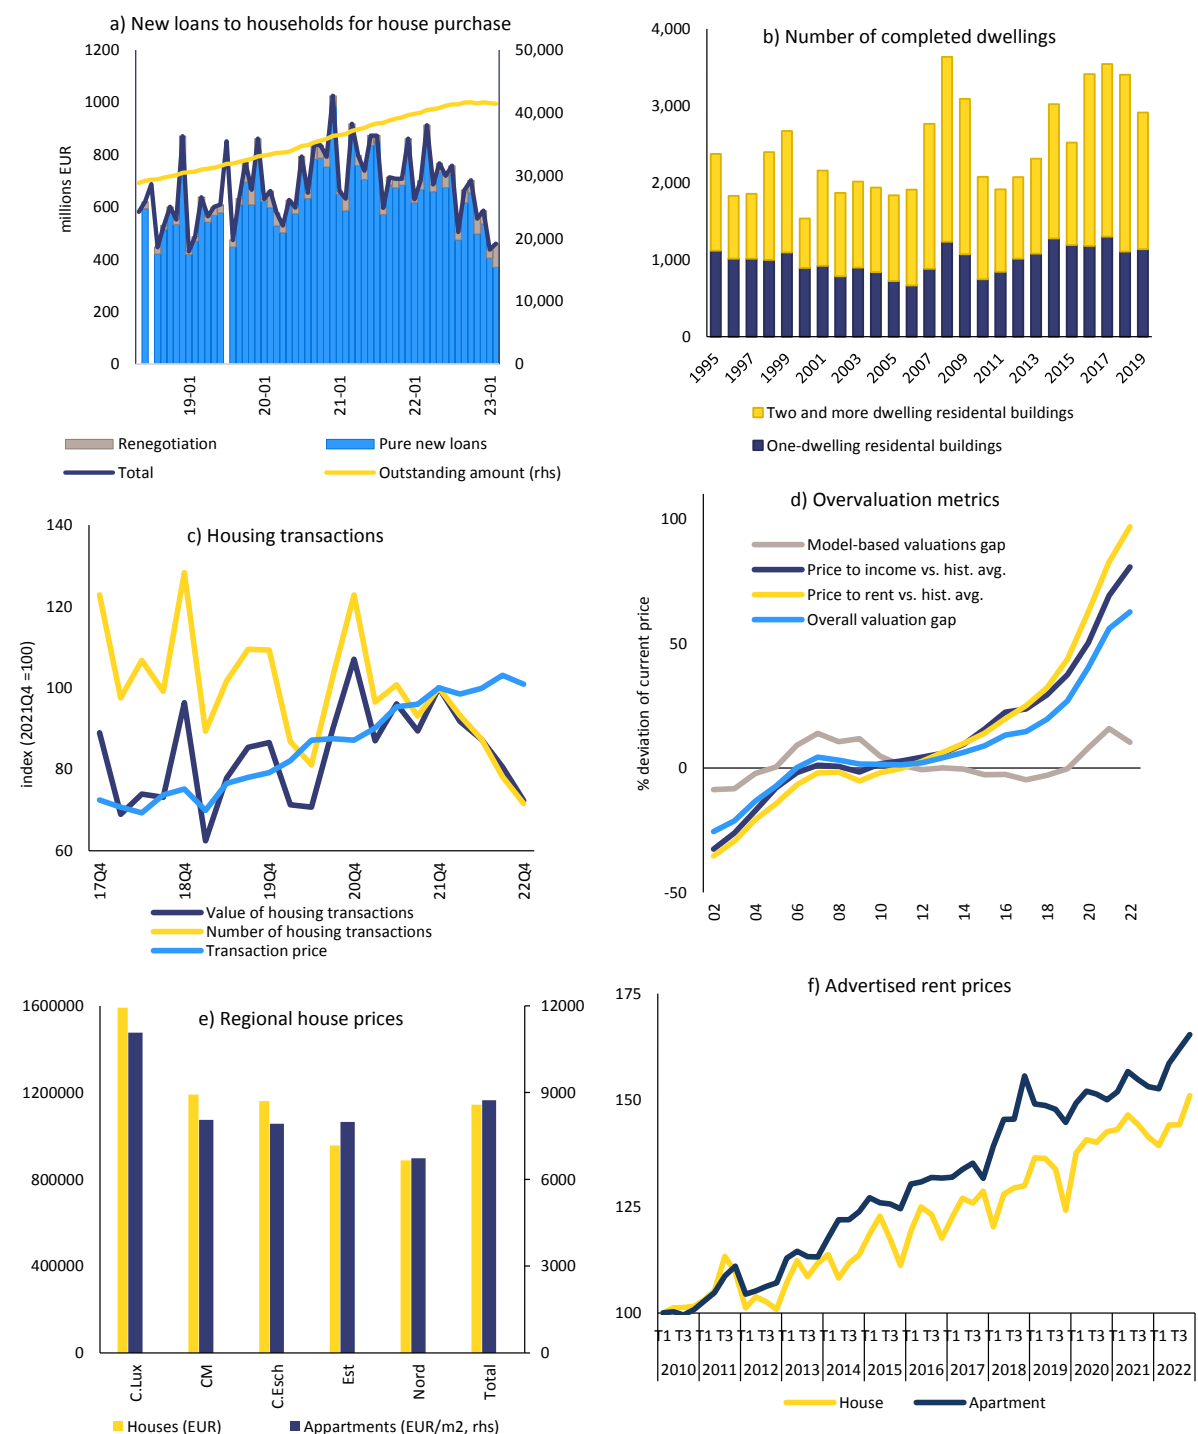 a) New loans to households for house purchase
1200
1000
800
600
400
200
0
millions EUR
50,000
40,000
30,000
20,000
10,000
0
19-01
20-01
21-01
22-01
23-01
Renegotiation
Pure new loans
Total
Outstanding amount (rhs)
b) Number of completed dwellings
4,000
3,000
2,000
1,000
0
1995
1997
1999
2001
2003
2005
2007
2009
2011
2013
2015
2017
2019
Two and more dwelling residental buildings
One-dwelling residental buildings
c) Housing transactions
140
120
100
80
60
index (2021Q4 =100)
17Q4
18Q4
19Q4
20Q4
21Q4
22Q4
Value of housing transactions
Number of housing transactions
Transaction price
d) Overvaluation metrics
100
50
0
-50
% deviation of current price
Model-based valuations gap
Price to income vs. hist. avg.
Price to rent vs. hist. avg.
Overall valuation gap
02
04
06
08
10
12
14
16
18
20
22
e) Regional house prices
1600000
1200000
800000
400000
0
12000
9000
6000
3000
0
C.Lux
CM
C.Esch
Est
Nord
Total
Houses (EUR)
Appartments (EUR/m2, rhs)
f) Advertised rent prices
175
150
125
100
T1 T3 T1 T3 T1 T3 T1 T3 T1 T3 T1 T3 T1 T3 T1 T3 T1 T3 T1 T3 T1 T3 T1 T3 T1 T3
2010 2011 2012 2013 2014 2015 2016 2017 2018 2019 2020 2021 2022
House
Apartment